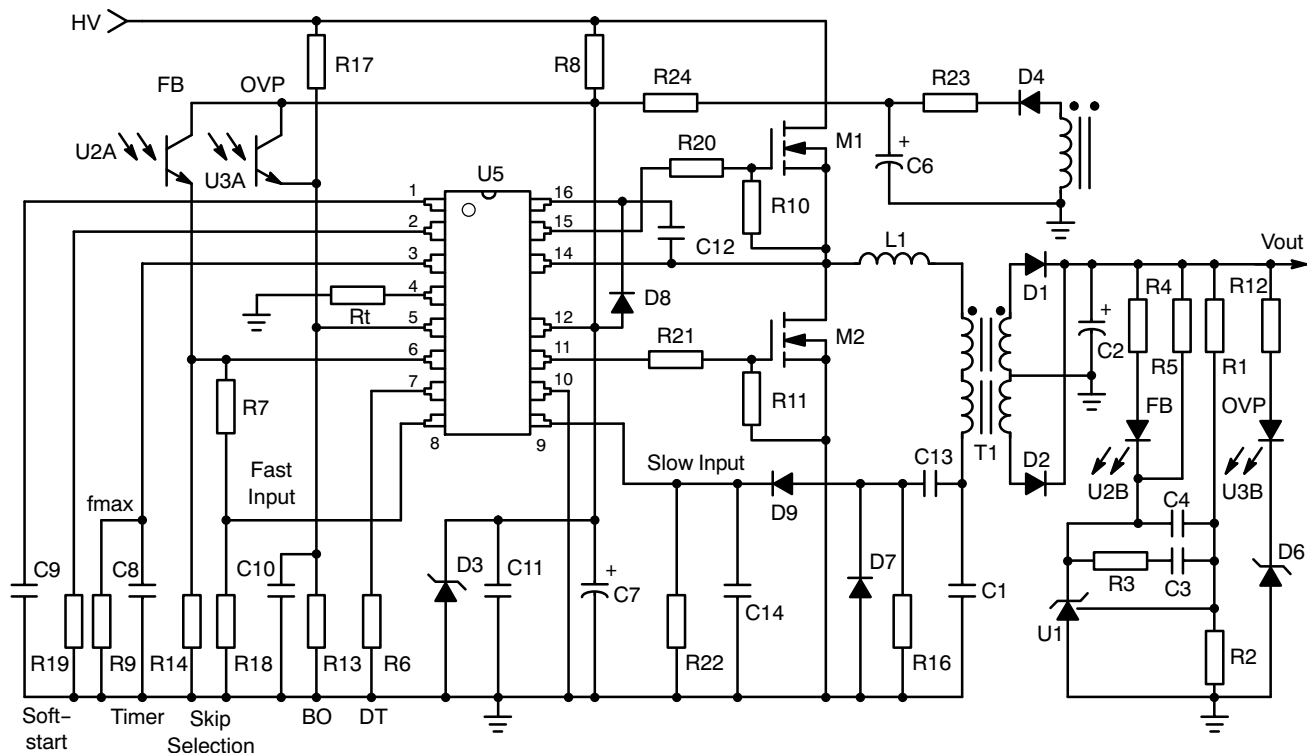 HV
R17
R8
FB
OVP
R24
R23
D4
U2A
U3A
R20
M1
C6
U5
1
2
3
4
5
6
7
8
16
15
14
12
11
10
9
R10
C12
L1
Vout
Rt
D8
D1
R4
R12
C2
R5
R1
R21
M2
R11
R7
FB
OVP
T1
Fast
Input
Slow Input
C13
D2
U2B
U3B
fmax
D9
C4
C9
C8
C10
D3
C11
+
C7
D7
C14
C1
R3
C3
D6
U1
R19
R9
R14
R18
R13
R6
R22
R16
R2
Soft–
start
Timer
Skip
Selection
BO
DT
+
+